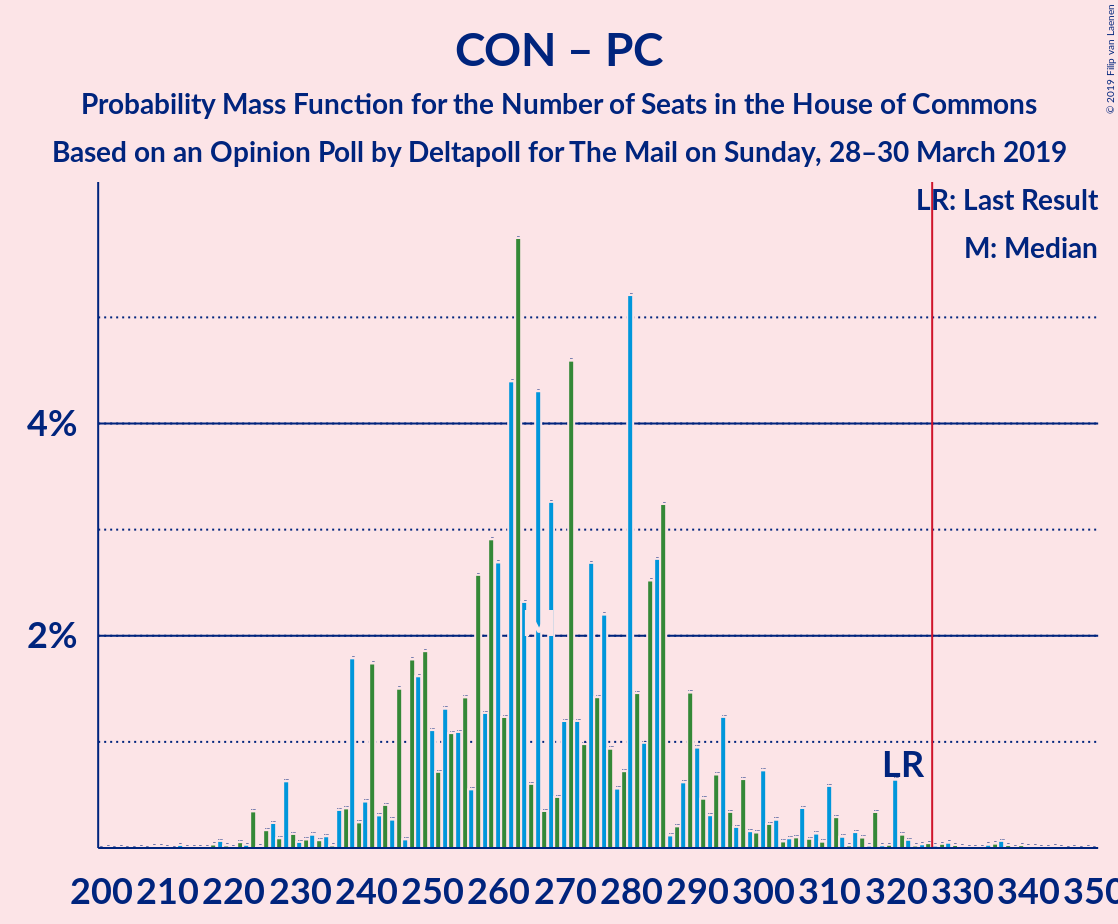 CON – PC
Probability Mass Function for the Number of Seats in the House of Commons
Based on an Opinion Poll by Deltapoll for The Mail on Sunday, 28–30 March 2019
© 2019 Filip van Laenen
LR: Last Result
M: Median
4%
2%
M
LR
200 210 220 230 240 250 260 270 280 290 300 310 320 330 340 350